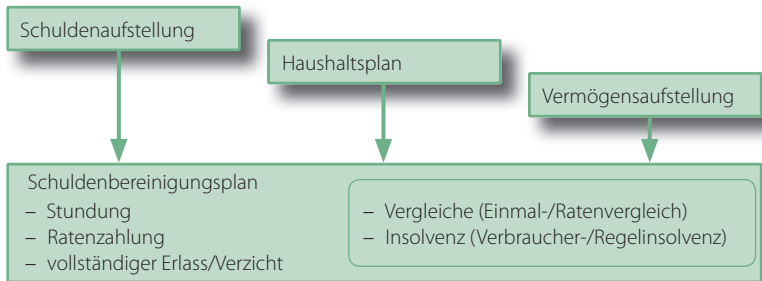 Schuldenaufstellung
Haushaltsplan
Vermögensaufstellung
Schuldenbereinigungsplan
– Stundung
– Ratenzahlung
– vollständiger Erlass/Verzicht
– Vergleiche (Einmal-/Ratenvergleich)
– Insolvenz (Verbraucher-/Regelinsolvenz)